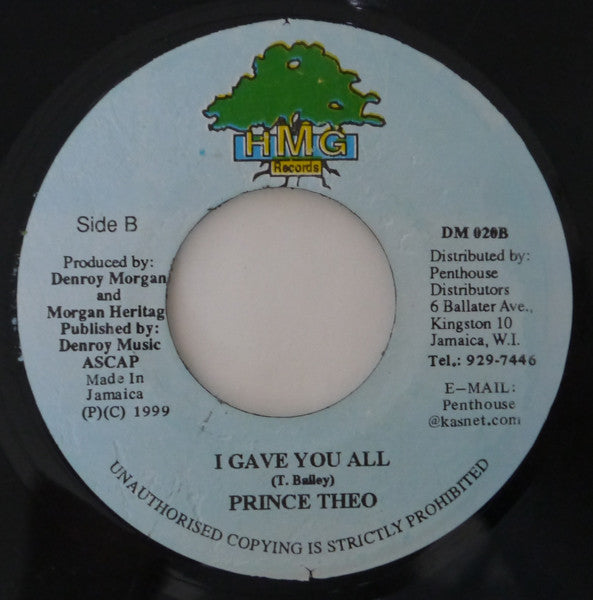 HMG
Records
Side B
Produced by:
Denroy Morgan
and
Morgan Heritag
Published by:
Denroy Music
ASCAP
Made In
Jamaica
(P)(C) 1999
DM 020B
Distributed by:
Penthouse
Distributors
6 Ballater Ave.,
Kingston 10
Jamaica, W.I.
Tel.: 929-7446
E-MAIL:
Penthouse
@kasnet.com
I GAVE YOU ALL
(T. Bailey)
PRINCE THEO
UNAUTHORISED COPYING IS STRICTLY PROHIBITED